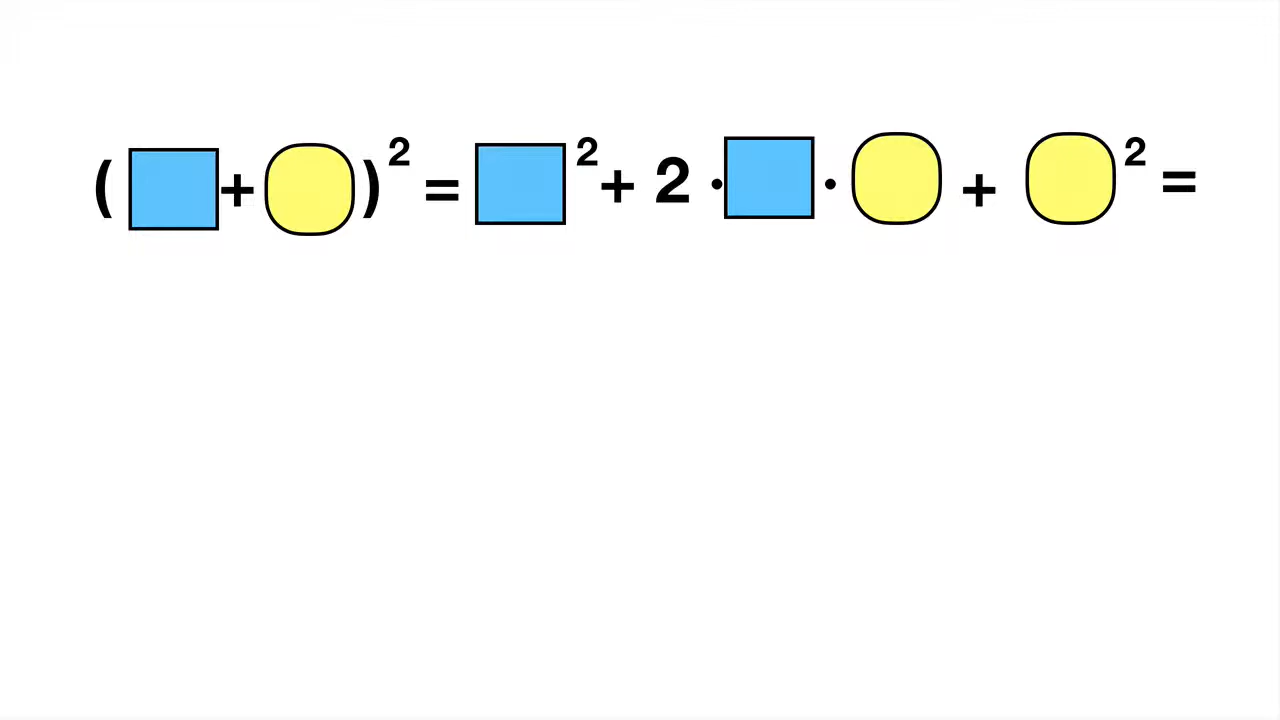 ( + )² = ² + 2 · · + ² =